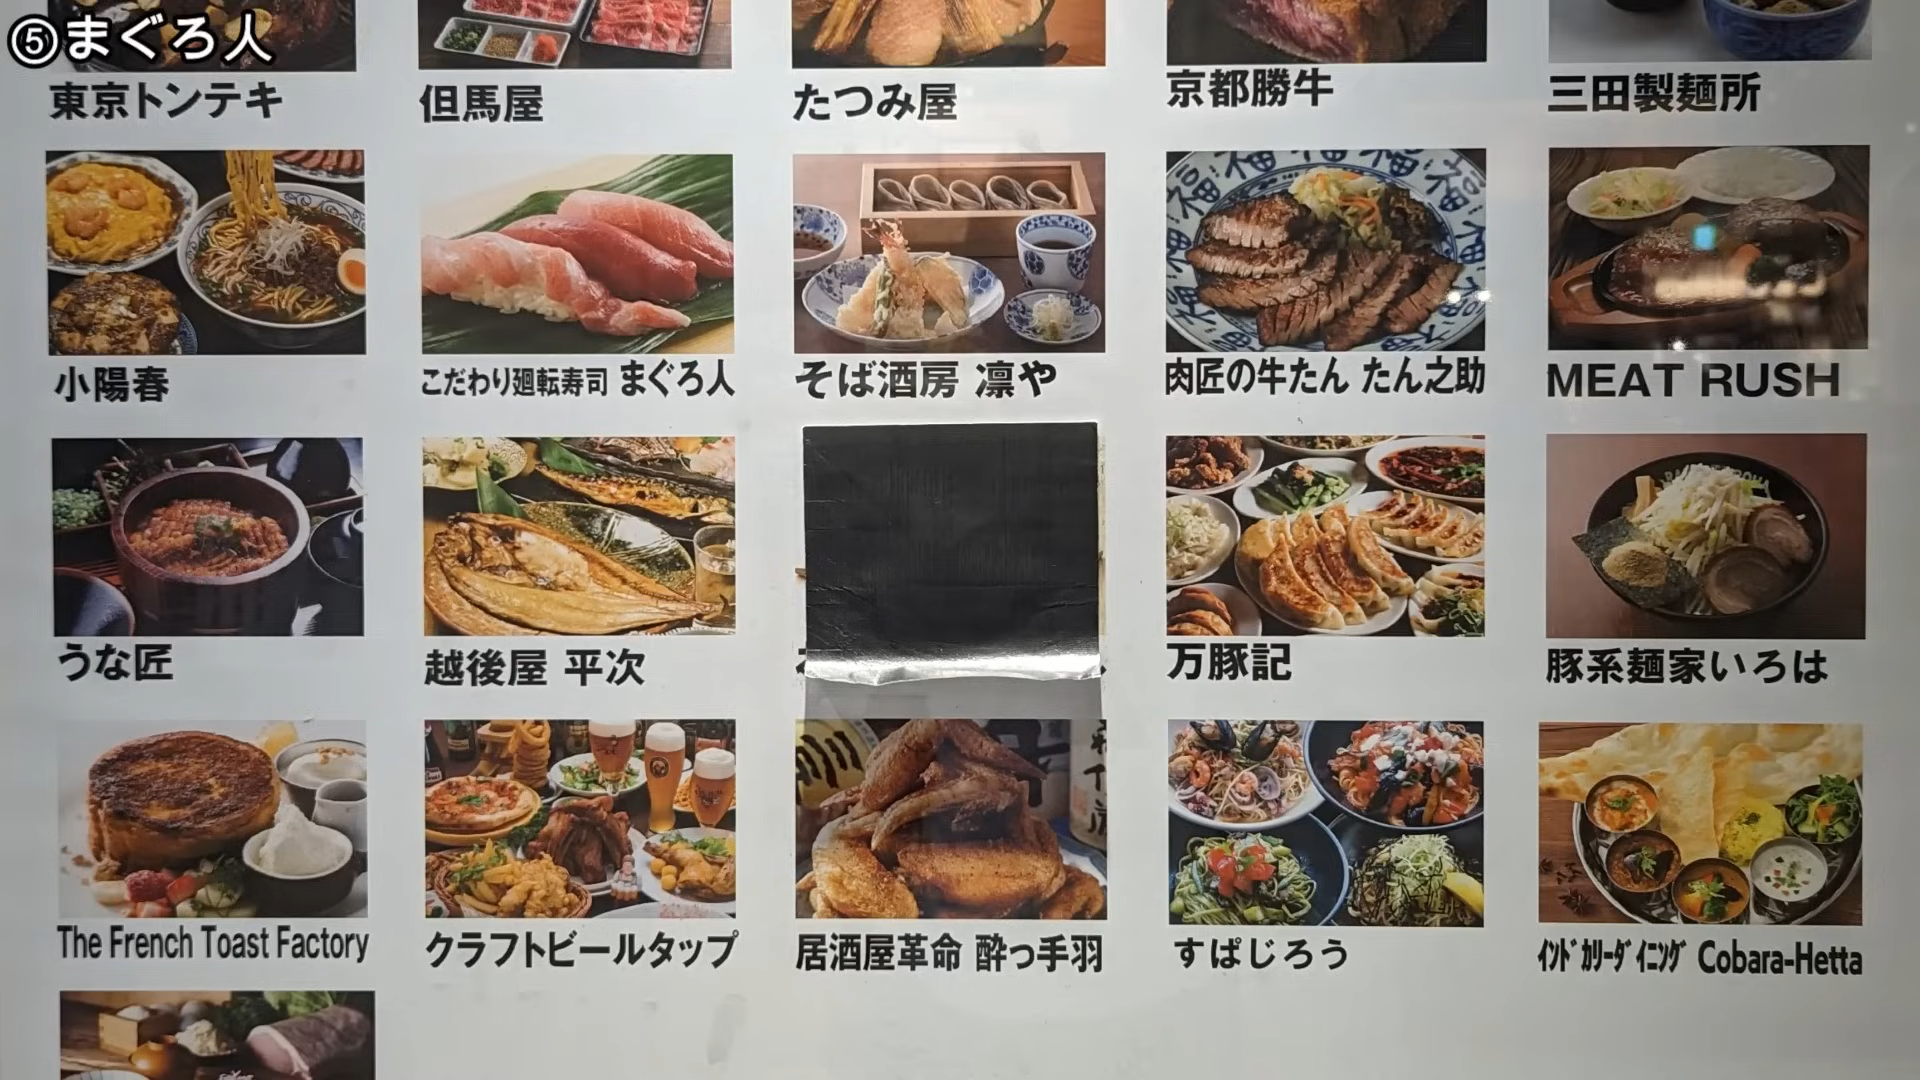 ⑤まぐろ人
東京トンテキ
但馬屋
たつみ屋
京都勝牛
三田製麺所
小陽春
こだわり廻転寿司 まぐろ人
そば酒房 凛や
肉匠の牛たん たん之助
MEAT RUSH
うな匠
越後屋 平次
万豚記
豚系麺家いろは
The French Toast Factory
クラフトビールタップ
居酒屋革命 酔っ手羽
すぱじろう
インドカリーダイニング Cobara-Hetta